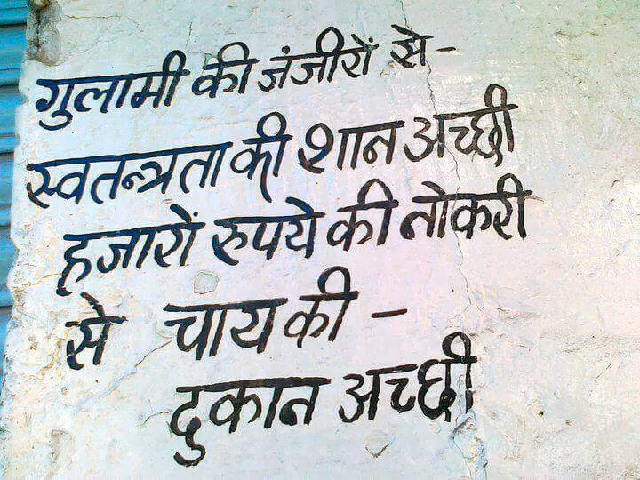 गुलामी की जंजीरों से-
स्वतन्त्रता की शान अच्छी
हजारों रुपये की नोकरी
से चाय की -
दुकान अच्छी